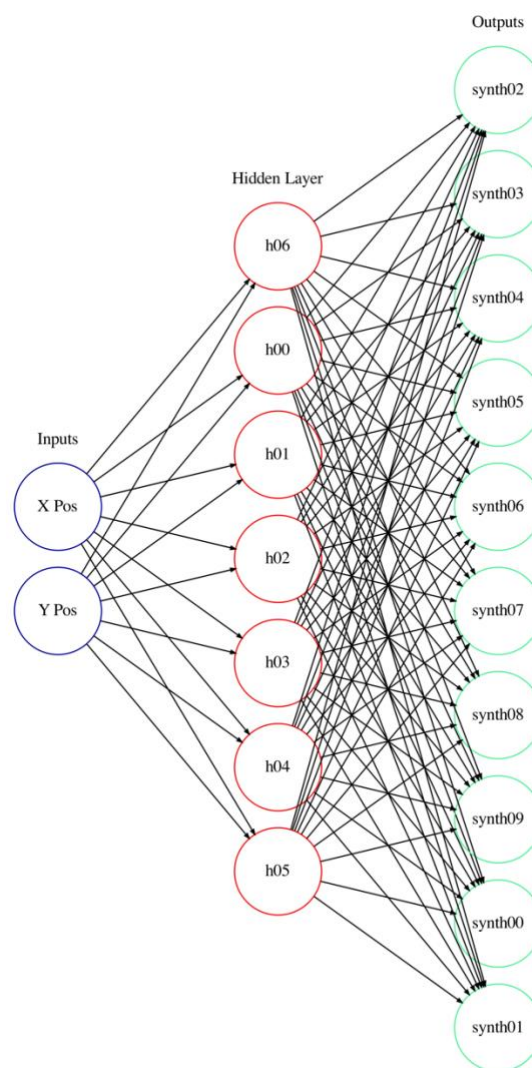 Outputs
synth02
synth03
synth04
synth05
synth06
synth07
synth08
synth09
synth00
synth01
Hidden Layer
h06
h00
h01
h02
h03
h04
h05
Inputs
X Pos
Y Pos